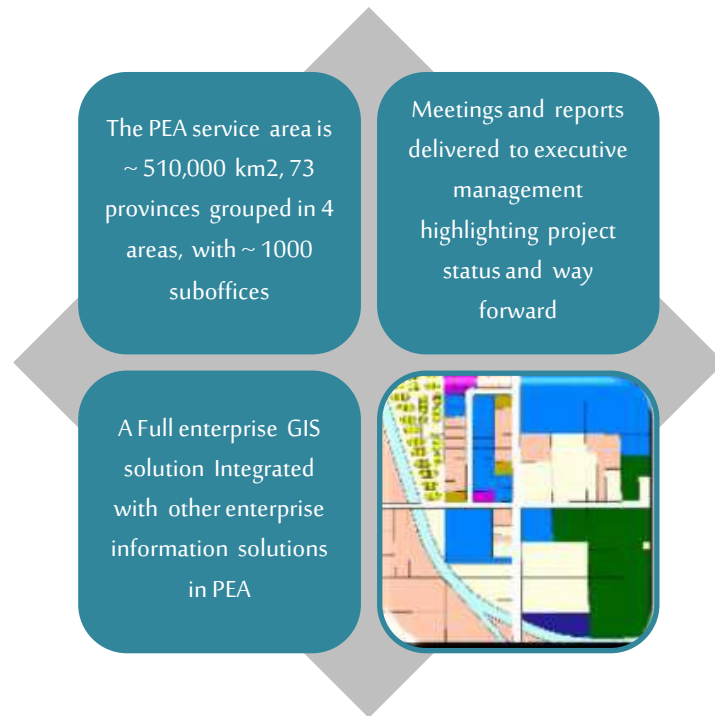 The PEA service area is
~ 510,000 km2, 73
provinces grouped in 4
areas, with ~ 1000
suboffices
Meetings and reports
delivered to executive
management
highlighting project
status and way
forward
A Full enterprise GIS
solution Integrated
with other enterprise
information solutions
in PEA